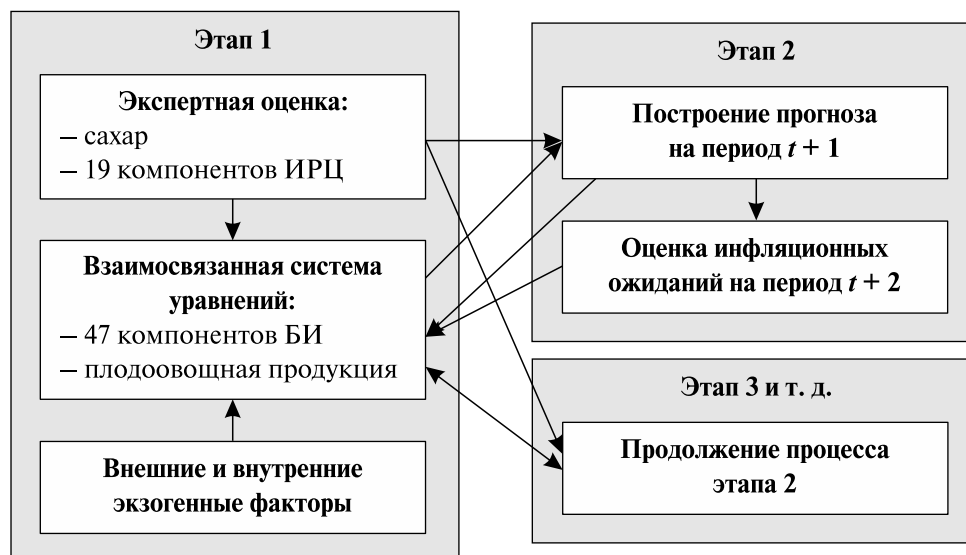 Этап 1
Экспертная оценка:
– сахар
– 19 компонентов ИРЦ
Взаимосвязанная система
уравнений:
– 47 компонентов БИ
– плодоовощная продукция
Внешние и внутренние
экзогенные факторы
Этап 2
Построение прогноза
на период t + 1
Оценка инфляционных
ожиданий на период t + 2
Этап 3 и т. д.
Продолжение процесса
этапа 2